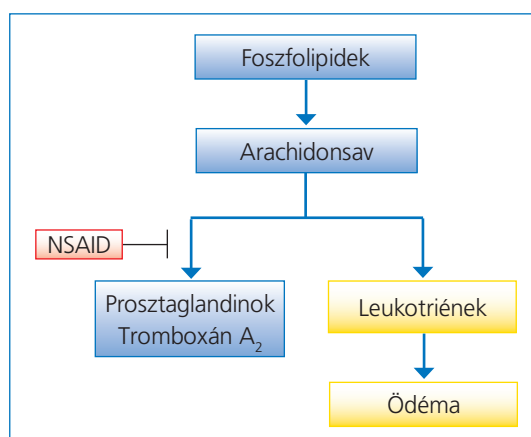 Foszfolipidek
Arachidonsav
NSAID
Prosztaglandinok
Tromboxán A₂
Leukotriének
Ödéma